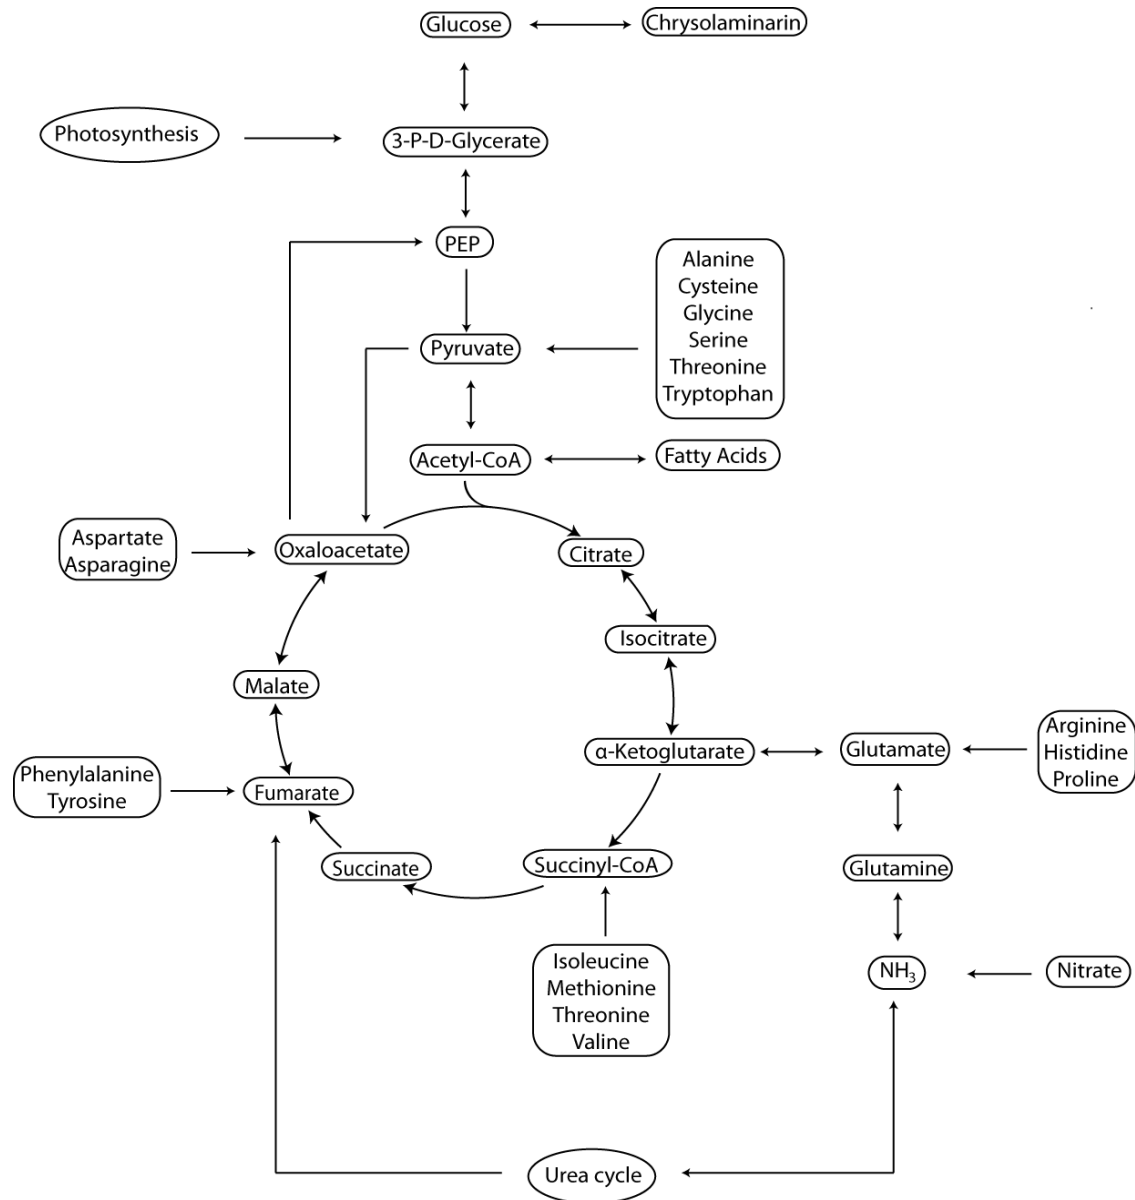 Glucose
Chrysolaminarin
Photosynthesis
3-P-D-Glycerate
PEP
Alanine
Cysteine
Glycine
Serine
Threonine
Tryptophan
Pyruvate
Acetyl-CoA
Fatty Acids
Aspartate
Asparagine
Oxaloacetate
Citrate
Isocitrate
Malate
α-Ketoglutarate
Glutamate
Arginine
Histidine
Proline
Phenylalanine
Tyrosine
Fumarate
Succinate
Succinyl-CoA
Glutamine
Isoleucine
Methionine
Threonine
Valine
NH₃
Nitrate
Urea cycle